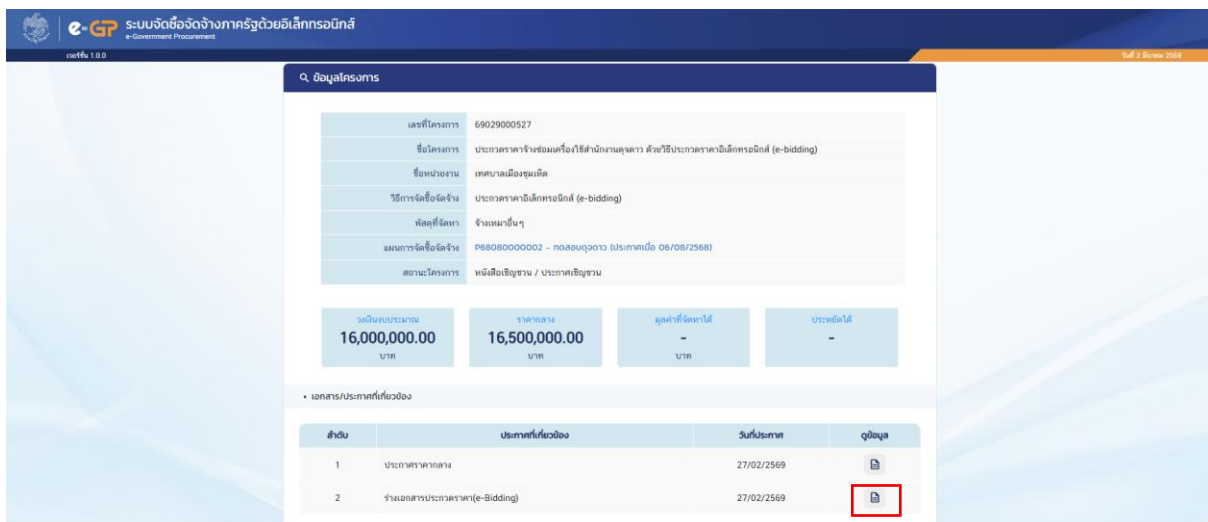 e-GP ระบบจัดซื้อจัดจ้างภาครัฐด้วยอิเล็กทรอนิกส์
e-Government Procurement
เวอร์ชั่น 1.0.0
วันที่ 2 มีนาคม 2569
ข้อมูลโครงการ
เลขที่โครงการ 69029000527
ชื่อโครงการ ประกวดราคาจ้างซ่อมเครื่องใช้สำนักงานดุจดาว ด้วยวิธีประกวดราคาอิเล็กทรอนิกส์ (e-bidding)
ชื่อหน่วยงาน เทศบาลเมืองชุมเห็ด
วิธีการจัดซื้อจัดจ้าง ประกวดราคาอิเล็กทรอนิกส์ (e-bidding)
พัสดุที่จัดหา จ้างเหมาอื่นๆ
แผนการจัดซื้อจัดจ้าง P68080000002 - ทดสอบดุจดาว (ประกาศเมื่อ 06/08/2568)
สถานะโครงการ หนังสือเชิญชวน / ประกาศเชิญชวน
วงเงินงบประมาณ ราคากลาง มูลค่าที่จัดหาได้ ประหยัดได้
16,000,000.00 16,500,000.00 - -
บาท บาท บาท
• เอกสาร/ประกาศที่เกี่ยวข้อง
ลำดับ ประกาศที่เกี่ยวข้อง วันที่ประกาศ ดูข้อมูล
1 ประกาศราคากลาง 27/02/2569
2 ร่างเอกสารประกวดราคา(e-Bidding) 27/02/2569